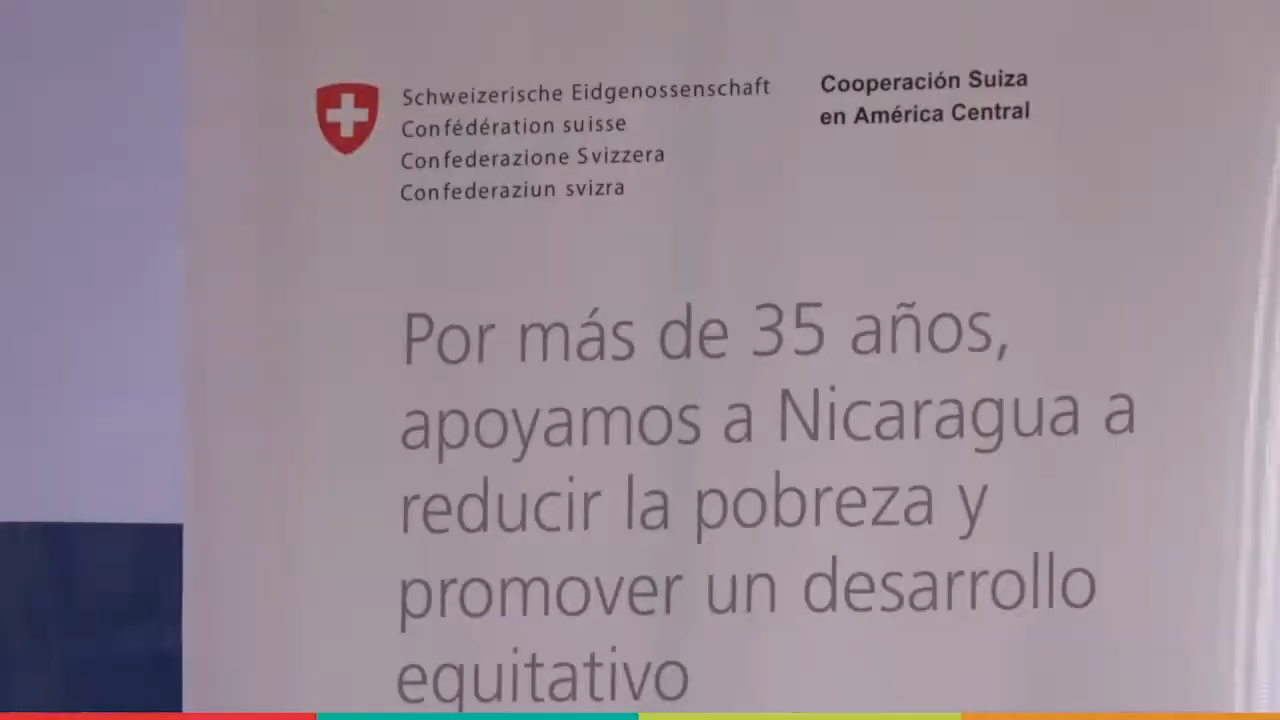 Schweizerische Eidgenossenschaft
Confédération suisse
Confederazione Svizzera
Confederaziun svizra
Cooperación Suiza
en América Central
Por más de 35 años,
apoyamos a Nicaragua a
reducir la pobreza y
promover un desarrollo
equitativo